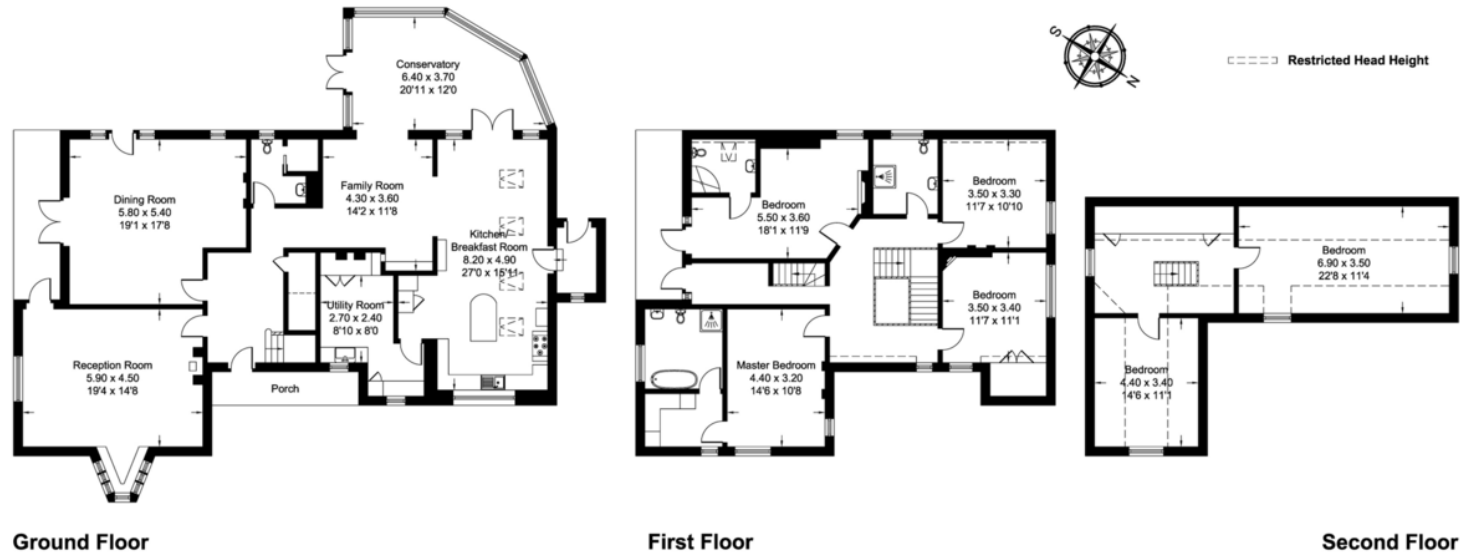 Conservatory
6.40 x 3.70
20'11 x 12'0
S
N
Restricted Head Height
Dining Room
5.80 x 5.40
19'1 x 17'8
Family Room
4.30 x 3.60
14'2 x 11'8
Kitchen/
Breakfast Room
8.20 x 4.90
27'0 x 15'11
Utility Room
2.70 x 2.40
8'10 x 8'0
Reception Room
5.90 x 4.50
19'4 x 14'8
Porch
Bedroom
5.50 x 3.60
18'1 x 11'9
Bedroom
3.50 x 3.30
11'7 x 10'10
Bedroom
3.50 x 3.40
11'7 x 11'1
Master Bedroom
4.40 x 3.20
14'6 x 10'8
Bedroom
6.90 x 3.50
22'8 x 11'4
Bedroom
4.40 x 3.40
14'6 x 11'1
Ground Floor
First Floor
Second Floor